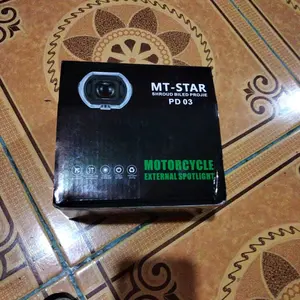 MT-STAR
SHROUD BILED PROJIE
PD 03
MOTORCYCLE
EXTERNAL SPOTLIGHT